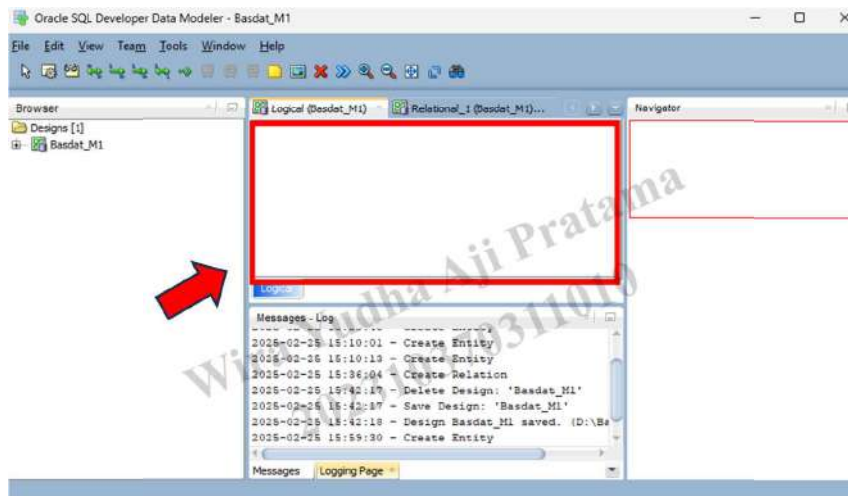 Oracle SQL Developer Data Modeler - Basdat_M1
File Edit View Team Tools Window Help
Browser
Designs [1]
Basdat_M1
Logical (Basdat_M1)
Relational_1 (Basdat_M1)...
Navigator
Logical
Messages - Log
2025-02-25 15:10:01 - Create Entity
2025-02-25 15:10:13 - Create Entity
2025-02-25 15:36:04 - Create Relation
2025-02-25 15:42:17 - Delete Design: 'Basdat_M1'
2025-02-25 15:42:17 - Save Design: 'Basdat_M1'
2025-02-25 15:42:18 - Design Basdat_M1 saved. (D:\Ba
2025-02-25 15:59:30 - Create Entity
Messages Logging Page
Wira Yudha Aji Pratama